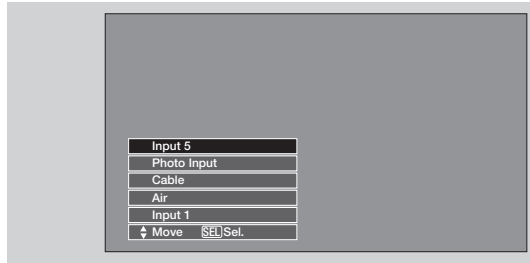 Input 5
Photo Input
Cable
Air
Input 1
Move SEL Sel.